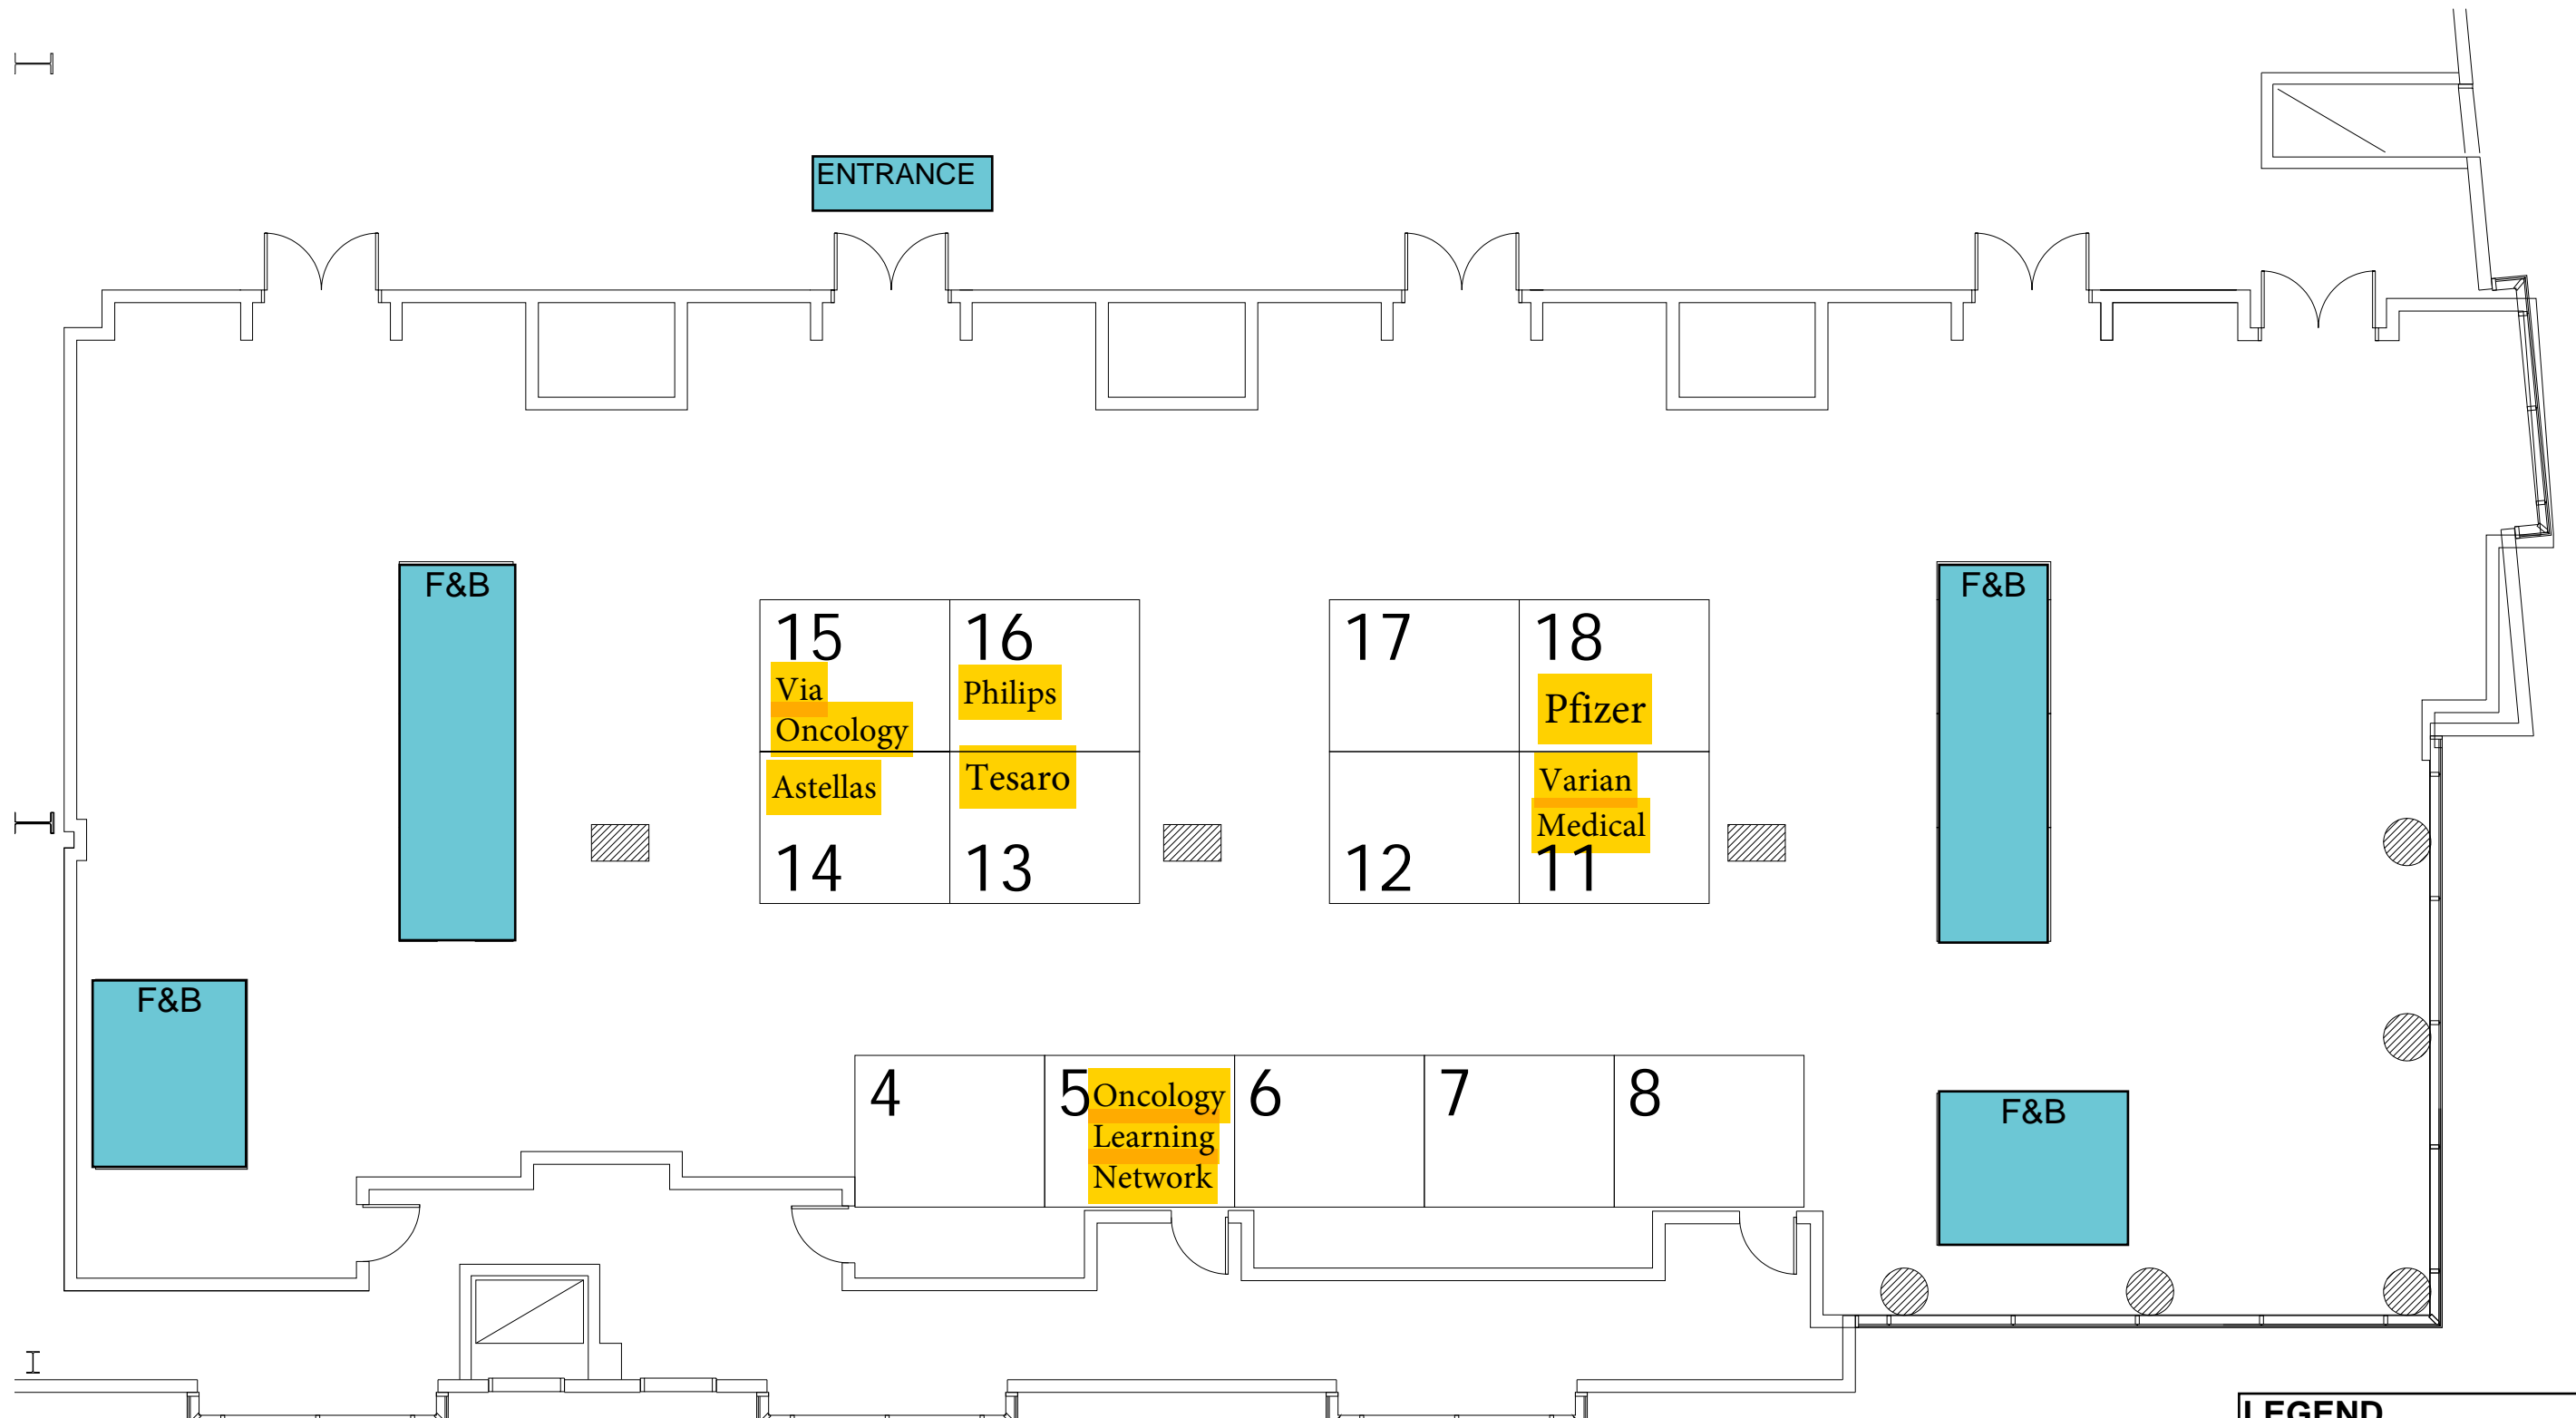 ENTRANCE
F&B
F&B
15
16
17
18
Via
Oncology
Philips
Pfizer
Astellas
Tesaro
Varian
Medical
14
13
12
11
F&B
4
5
6
7
8
Oncology
Learning
Network
F&B
LEGEND